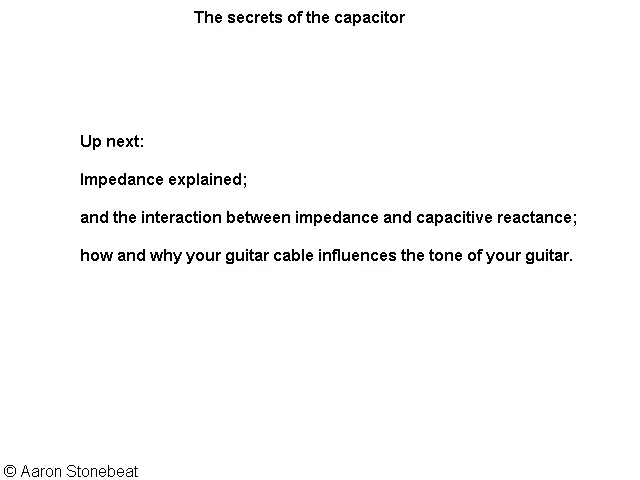 The secrets of the capacitor
Up next:
Impedance explained;
and the interaction between impedance and capacitive reactance;
how and why your guitar cable influences the tone of your guitar.
© Aaron Stonebeat